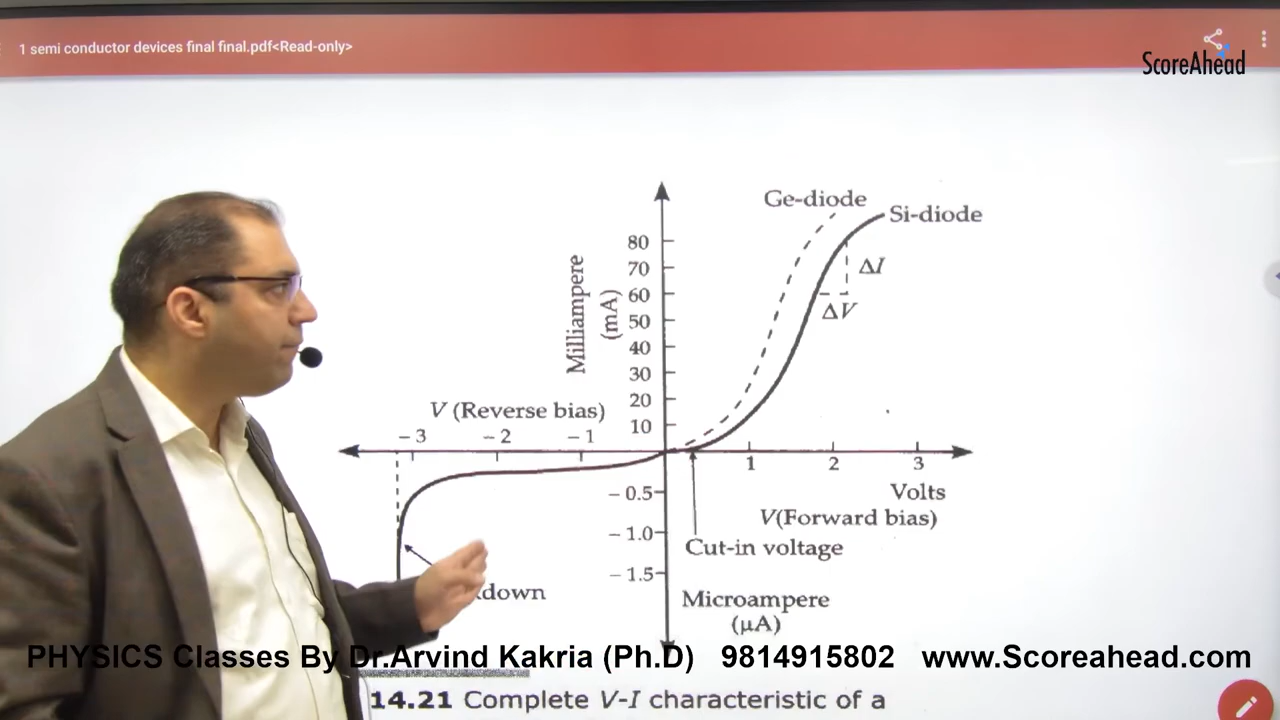 1 semi conductor devices final final.pdf<Read-only>
ScoreAhead
Ge-diode
Si-diode
Milliampere
(mA)
80
70
60
50
40
30
20
10
ΔI
ΔV
V (Reverse bias)
– 3 – 2 – 1
1 2 3
Volts
V(Forward bias)
Cut-in voltage
– 0.5
– 1.0
– 1.5
Microampere
(μA)
PHYSICS Classes By Dr.Arvind Kakria (Ph.D) 9814915802 www.Scoreahead.com
14.21 Complete V-I characteristic of a